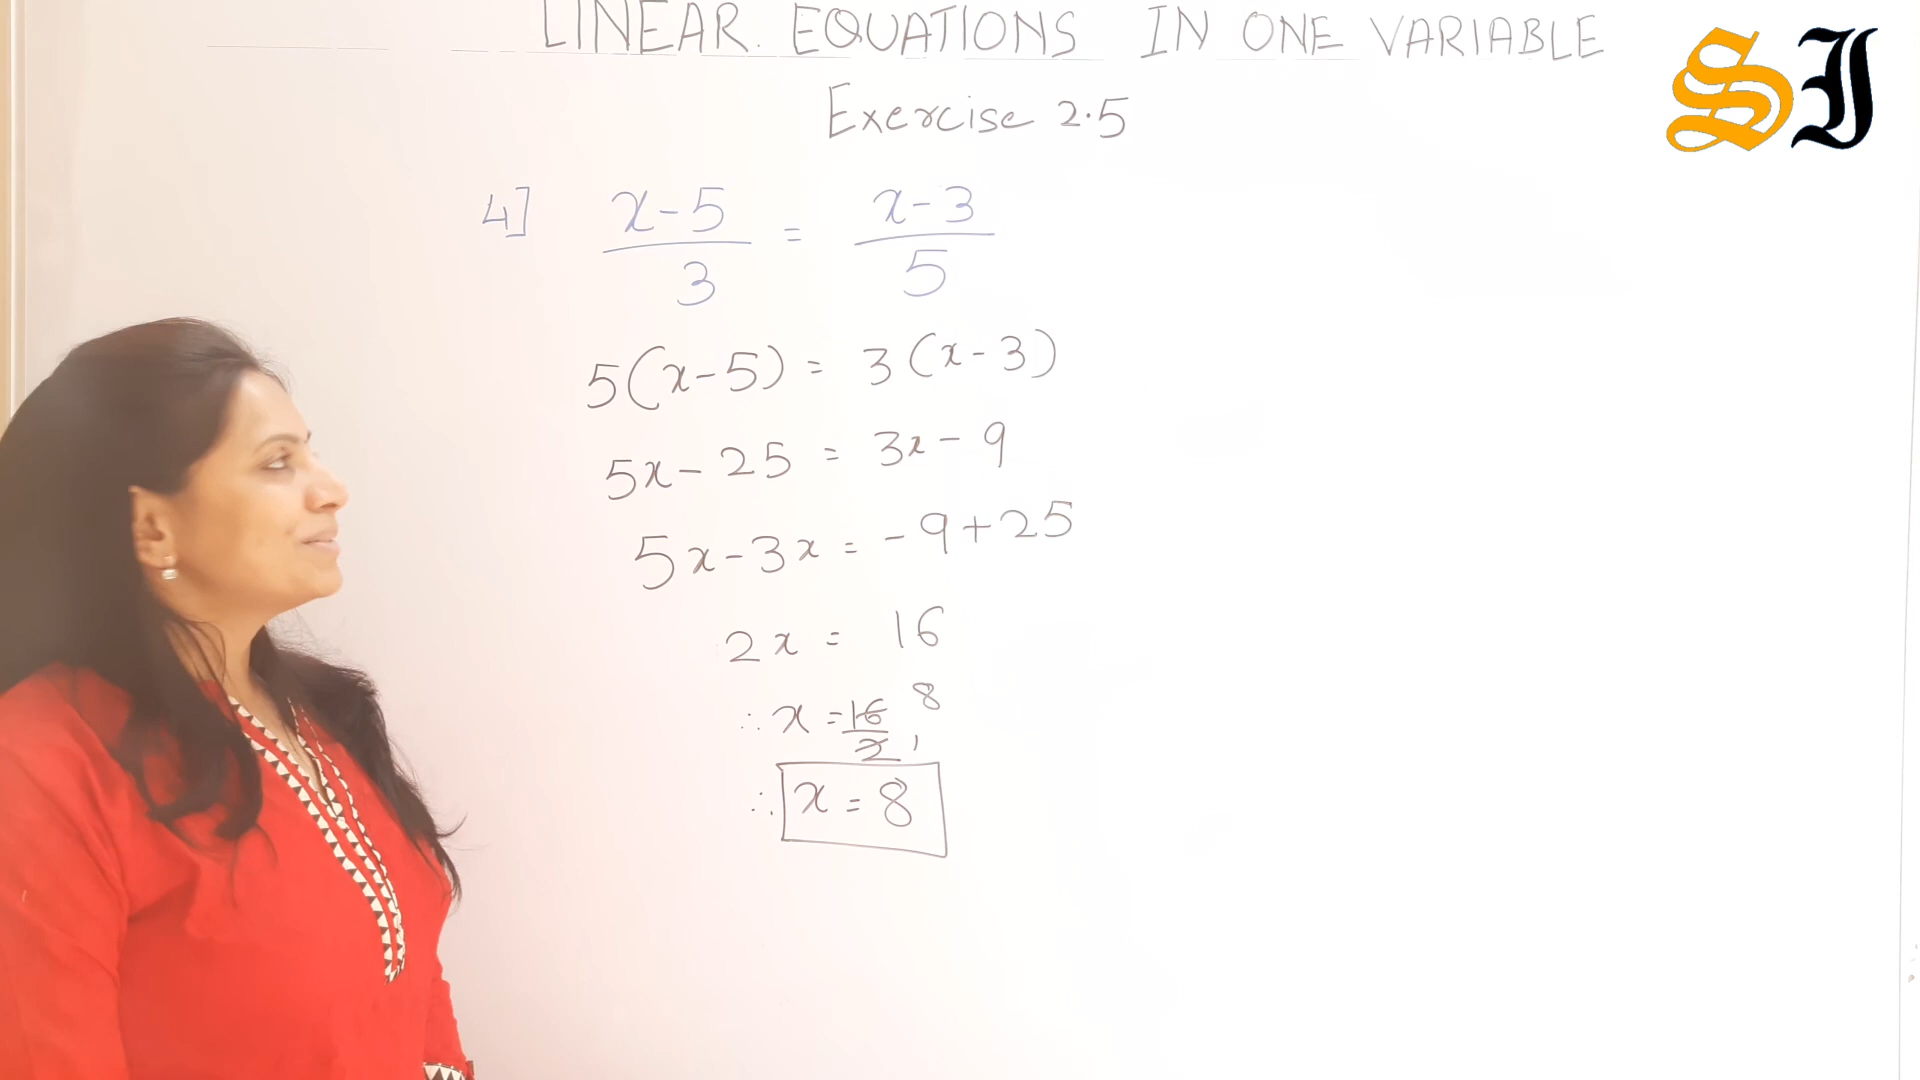 LINEAR EQUATIONS IN ONE VARIABLE
SJ
Exercise 2.5
4] x-5/3 = x-3/5
5(x-5) = 3(x-3)
5x-25 = 3x-9
5x-3x = -9+25
2x = 16
∴ x = 16/2 8 1
∴ x = 8